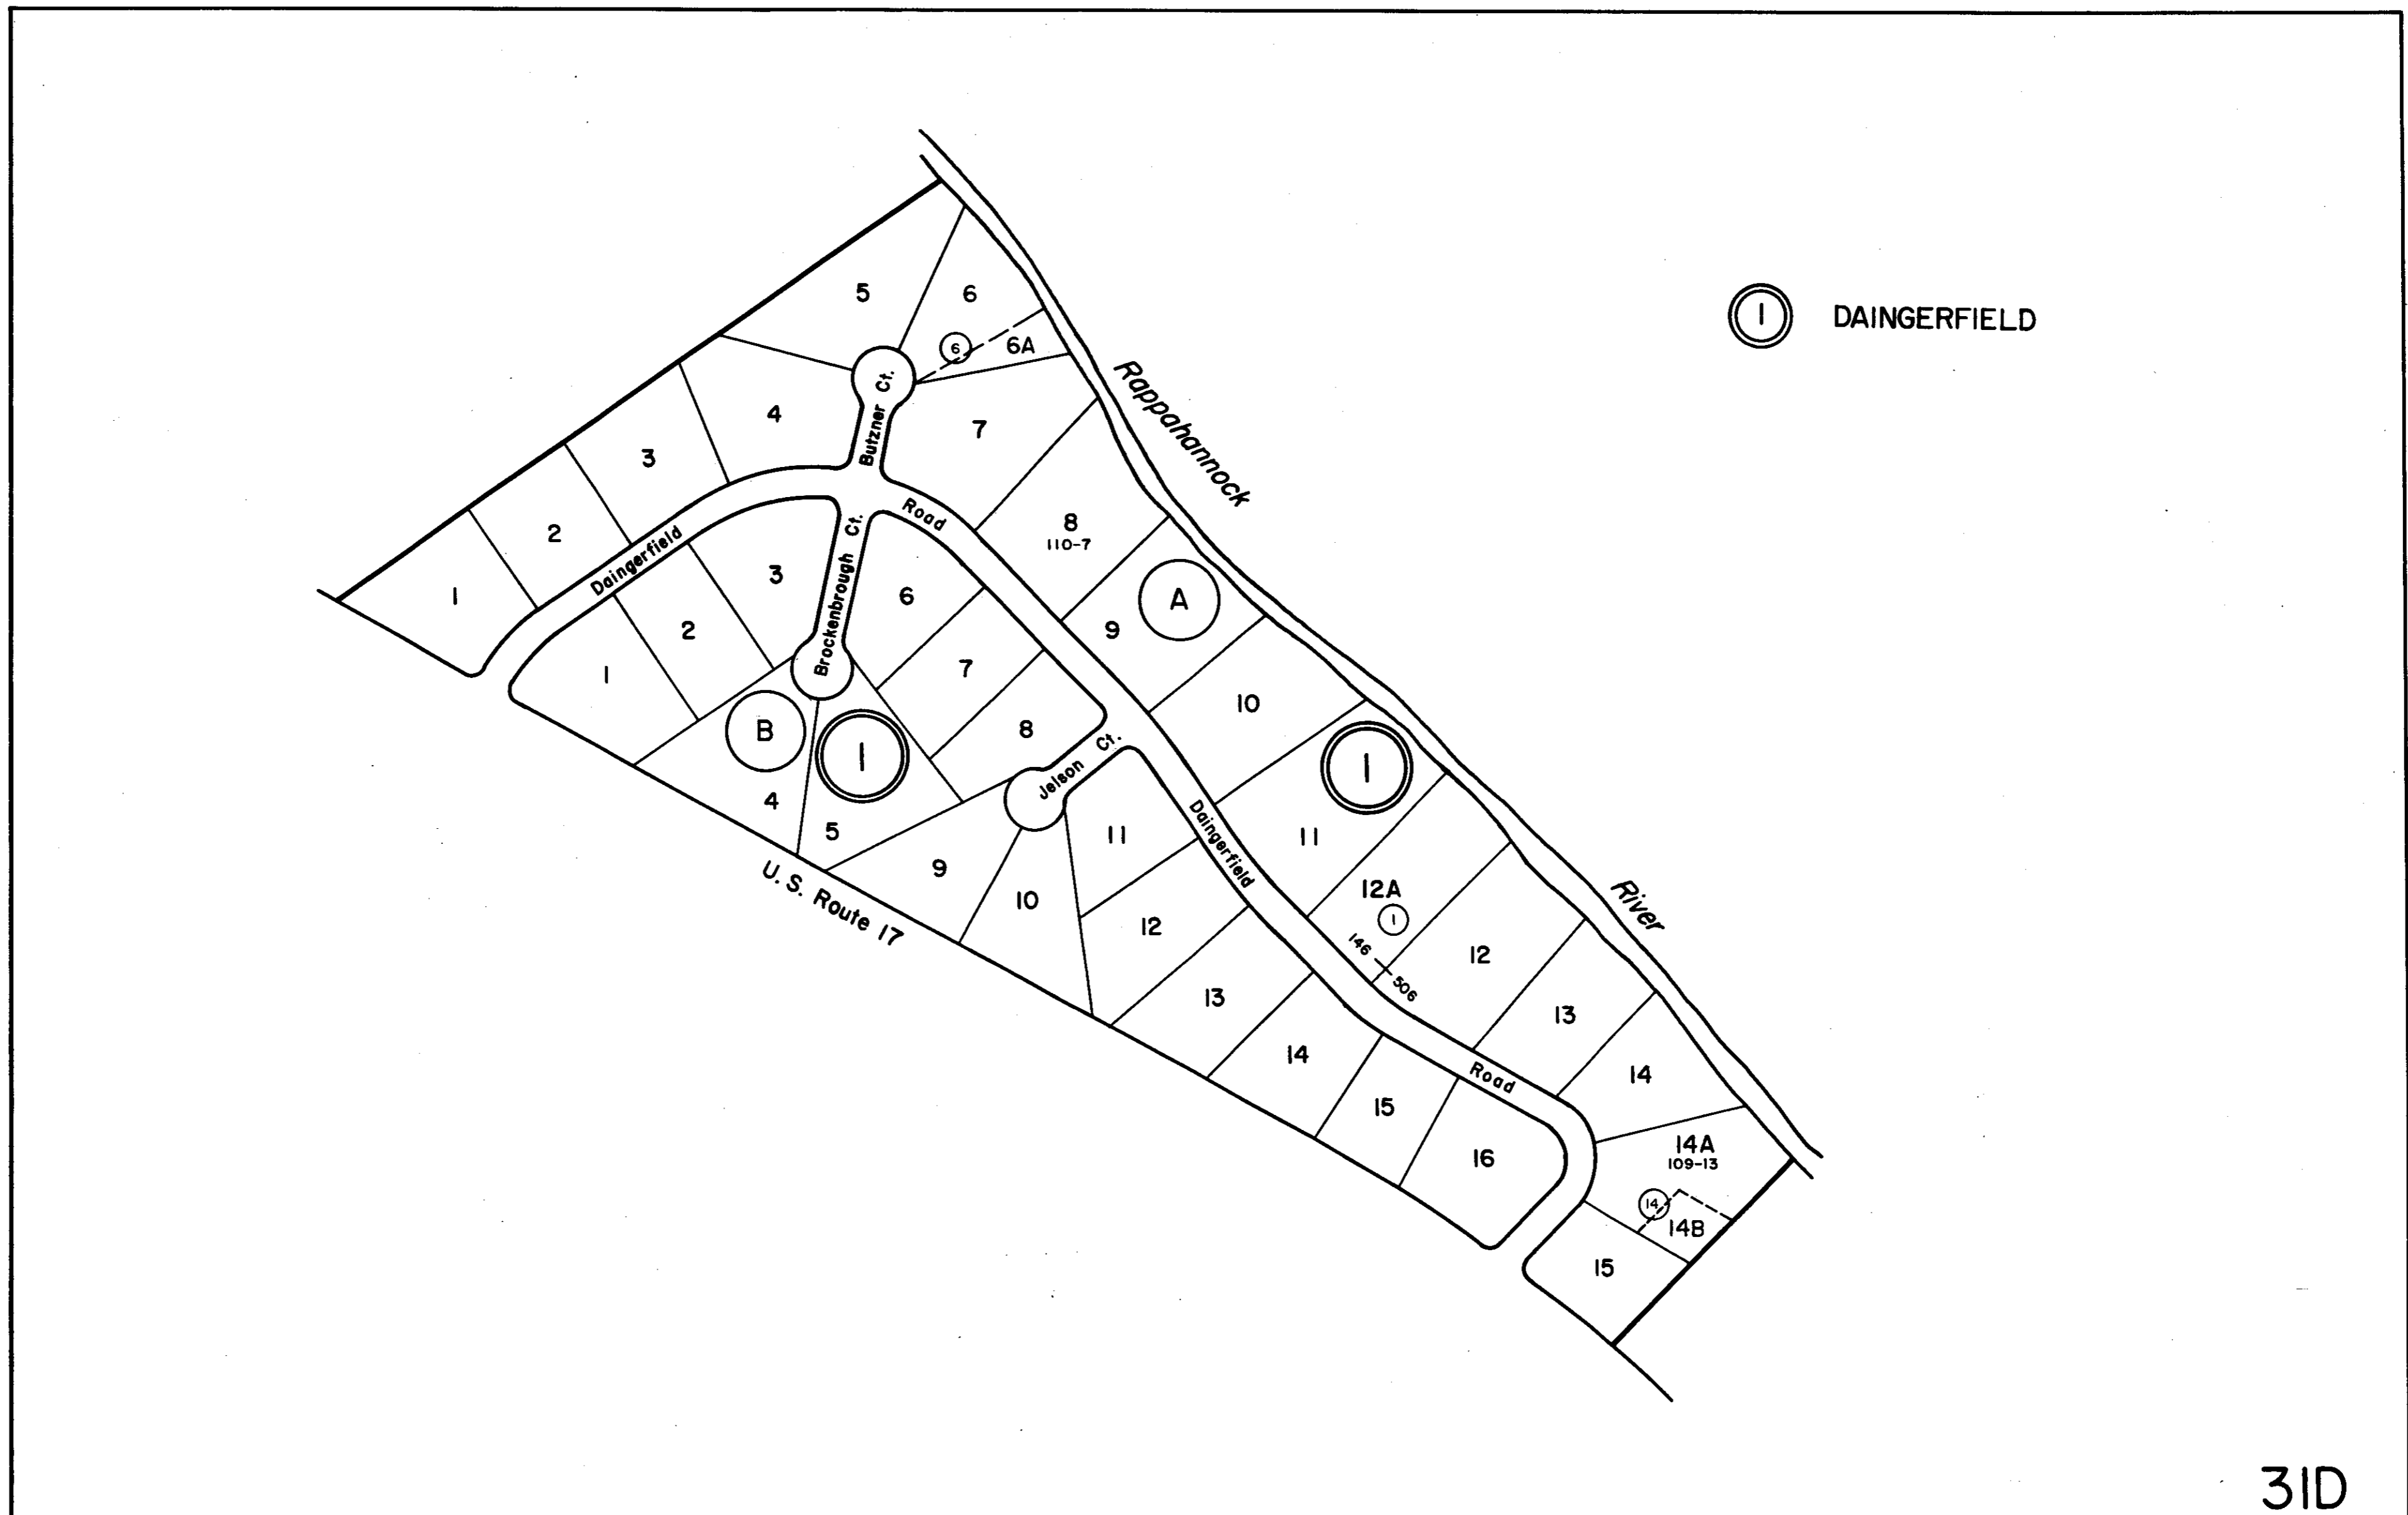 5
6
1 DAINGERFIELD
6
6A
Rappahannock
Butzner Ct.
4
7
3
2
8
110-7
Road
Daingerfield
Brockenbrough Ct.
1
3
6
A
9
2
1
7
10
B
1
8
Jelson Ct.
1
4
5
11
Daingerfield
11
9
10
12A
1
River
U. S. Route 17
12
146
506
12
13
13
14
Road
14
15
14A
109-13
16
14
14B
15
31D